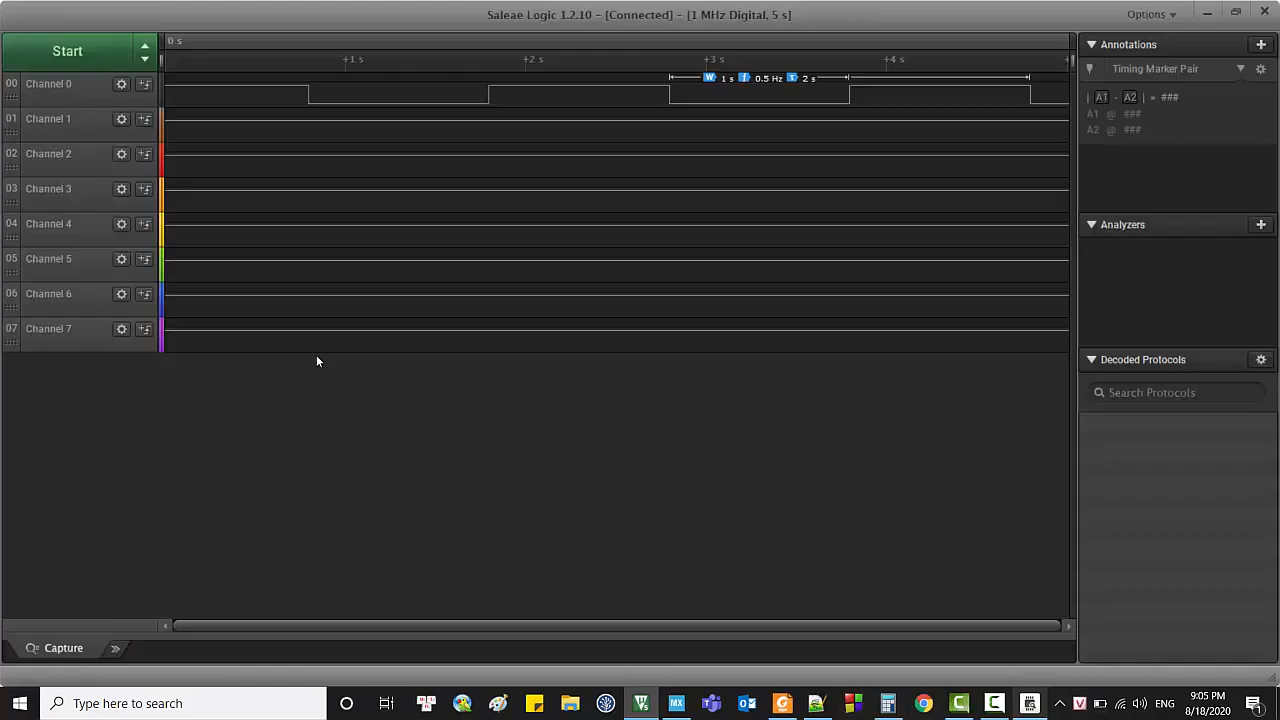 Saleae Logic 1.2.10 - [Connected] - [1 MHz Digital, 5 s]
Options
Start
0 s
+1 s +2 s +3 s +4 s
W 1 s f 0.5 Hz T 2 s
00 Channel 0
01 Channel 1
02 Channel 2
03 Channel 3
04 Channel 4
05 Channel 5
06 Channel 6
07 Channel 7
Annotations
Timing Marker Pair
| A1 - A2 | = ###
A1 @ ###
A2 @ ###
Analyzers
Decoded Protocols
Search Protocols
Capture
Type here to search
MX
V
ENG
9:05 PM
8/18/2020